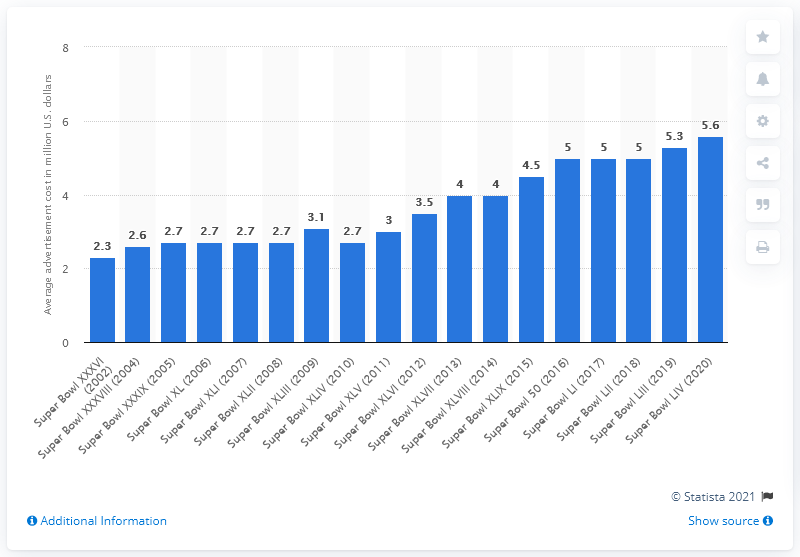 8
6
4
2
0
Average advertisement cost in million U.S. dollars
2.3
2.6
2.7
2.7
2.7
2.7
3.1
2.7
3
3.5
4
4
4.5
5
5
5
5.3
5.6
Super Bowl XXXVI
(2002)
Super Bowl XXXVIII (2004)
Super Bowl XXXIX (2005)
Super Bowl XL (2006)
Super Bowl XLI (2007)
Super Bowl XLII (2008)
Super Bowl XLIII (2009)
Super Bowl XLIV (2010)
Super Bowl XLV (2011)
Super Bowl XLVI (2012)
Super Bowl XLVII (2013)
Super Bowl XLVIII (2014)
Super Bowl XLIX (2015)
Super Bowl 50 (2016)
Super Bowl LI (2017)
Super Bowl LII (2018)
Super Bowl LIII (2019)
Super Bowl LIV (2020)
© Statista 2021
Additional Information
Show source